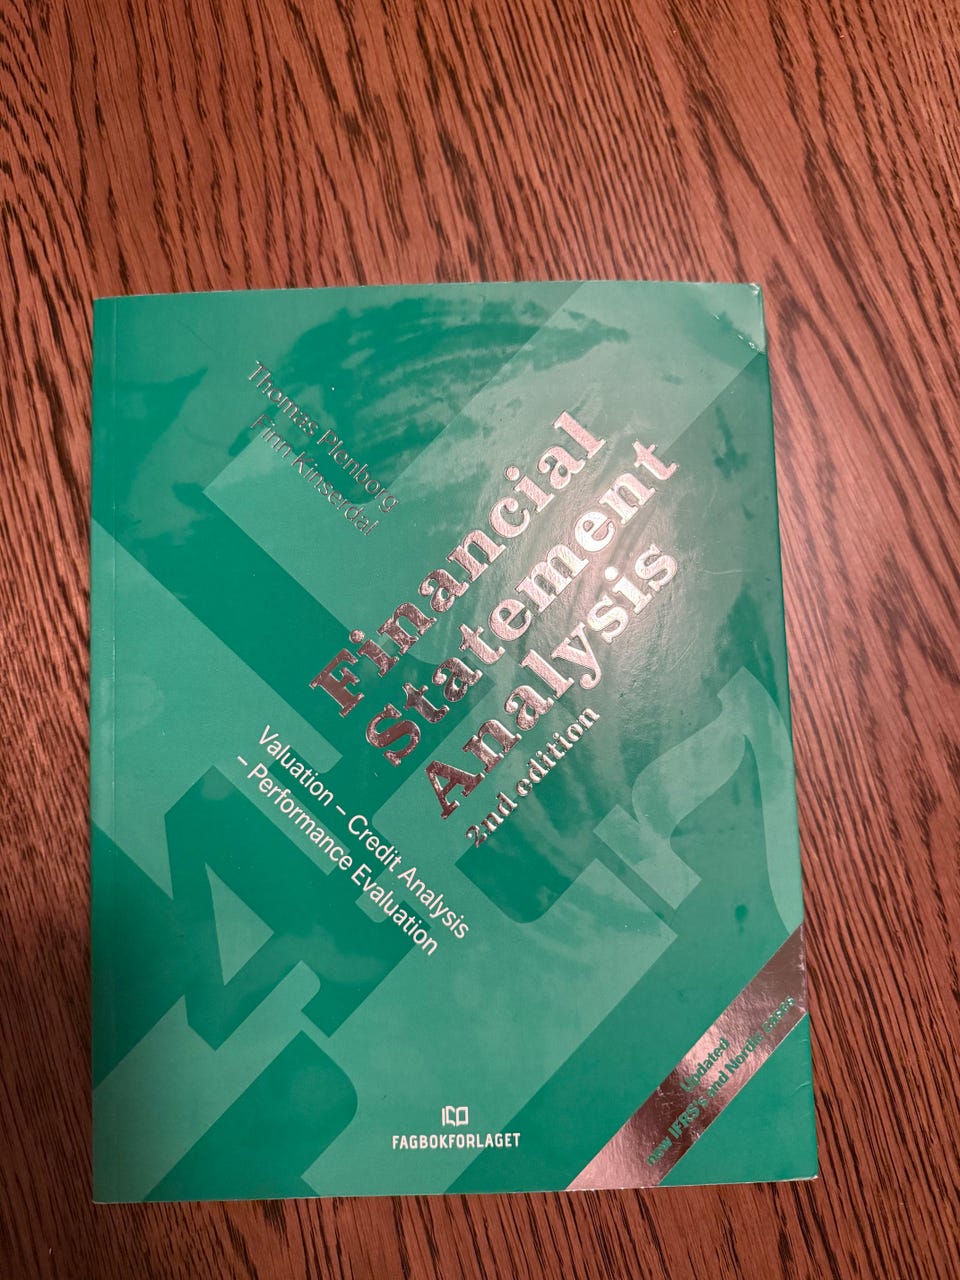 Thomas Plenborg
Finn Kinserdal
Financial
Statement
Analysis
2nd edition
Valuation – Credit Analysis
– Performance Evaluation
Updated
new IFRS's and Nordic cases
FAGBOKFORLAGET